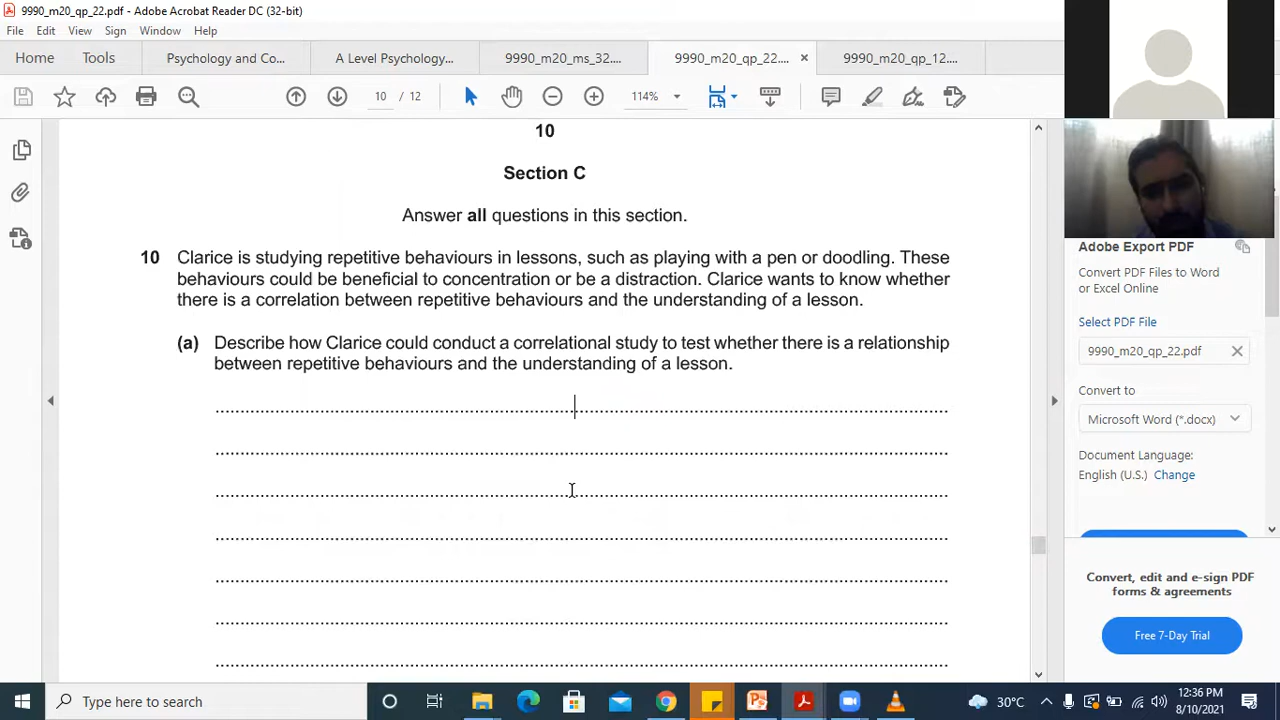 9990_m20_qp_22.pdf - Adobe Acrobat Reader DC (32-bit)
File Edit View Sign Window Help
Home Tools Psychology and Co... A Level Psychology... 9990_m20_ms_32.... 9990_m20_qp_22.... 9990_m20_qp_12....
10 / 12 114%
10
Section C
Answer all questions in this section.
10 Clarice is studying repetitive behaviours in lessons, such as playing with a pen or doodling. These
behaviours could be beneficial to concentration or be a distraction. Clarice wants to know whether
there is a correlation between repetitive behaviours and the understanding of a lesson.
(a) Describe how Clarice could conduct a correlational study to test whether there is a relationship
between repetitive behaviours and the understanding of a lesson.
Adobe Export PDF
Convert PDF Files to Word
or Excel Online
Select PDF File
9990_m20_qp_22.pdf
Convert to
Microsoft Word (*.docx)
Document Language:
English (U.S.) Change
Convert, edit and e-sign PDF
forms & agreements
Free 7-Day Trial
Type here to search
30°C
12:36 PM
8/10/2021